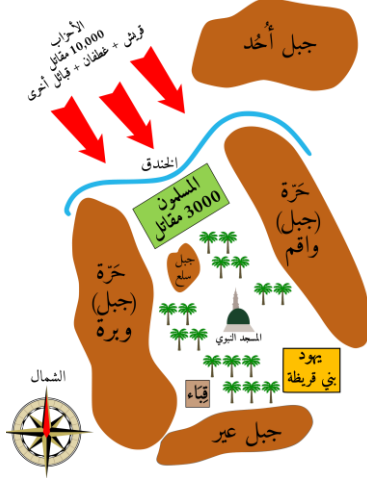 الأحزاب
10,000 مقاتل
قريش + غطفان + قبائل أخرى
جبل أُحُد
الخندق
المسلمون
3000 مقاتل
حَرّة
(جبل)
واقم
جبل
سلع
حَرّة
(جبل)
وبرة
المسجد النبوي
يهود
بني قريظة
الشمال
قِبَاء
جبل عير